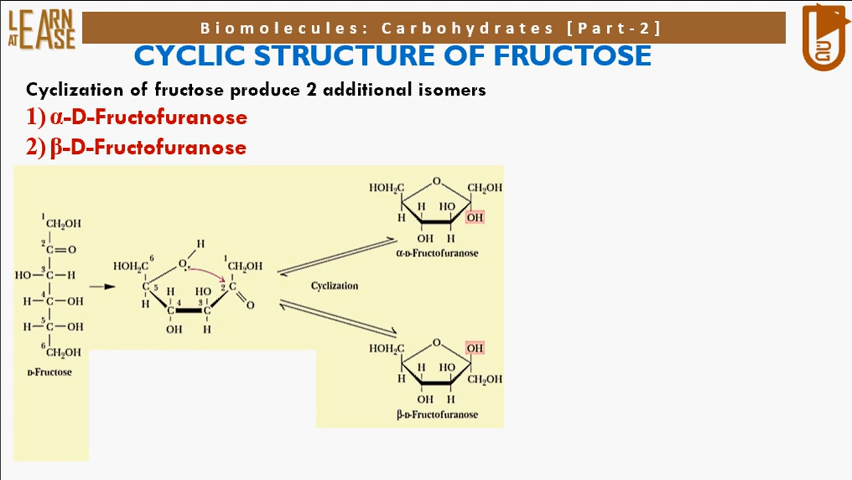 LEARN
AT EASE
Biomolecules: Carbohydrates [Part-2]
CYCLIC STRUCTURE OF FRUCTOSE
Cyclization of fructose produce 2 additional isomers
1) α-D-Fructofuranose
2) β-D-Fructofuranose
1
CH₂OH
2
C=O
3
HO–C–H
4
H–C–OH
5
H–C–OH
6
CH₂OH
D-Fructose
H
HOH₂C 6
O
1
CH₂OH
C 5 H HO 2 C
H C 4 3 C O
OH H
Cyclization
HOH₂C O CH₂OH
H HO
H OH
OH H
α-D-Fructofuranose
HOH₂C O OH
H HO
H CH₂OH
OH H
β-D-Fructofuranose